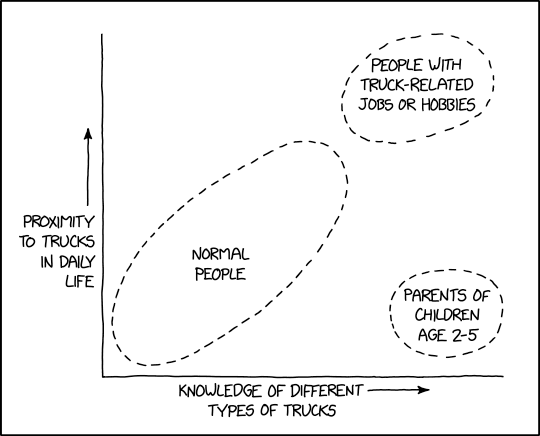 PEOPLE WITH
TRUCK-RELATED
JOBS OR HOBBIES
PROXIMITY
TO TRUCKS
IN DAILY
LIFE
NORMAL
PEOPLE
PARENTS OF
CHILDREN
AGE 2-5
KNOWLEDGE OF DIFFERENT
TYPES OF TRUCKS